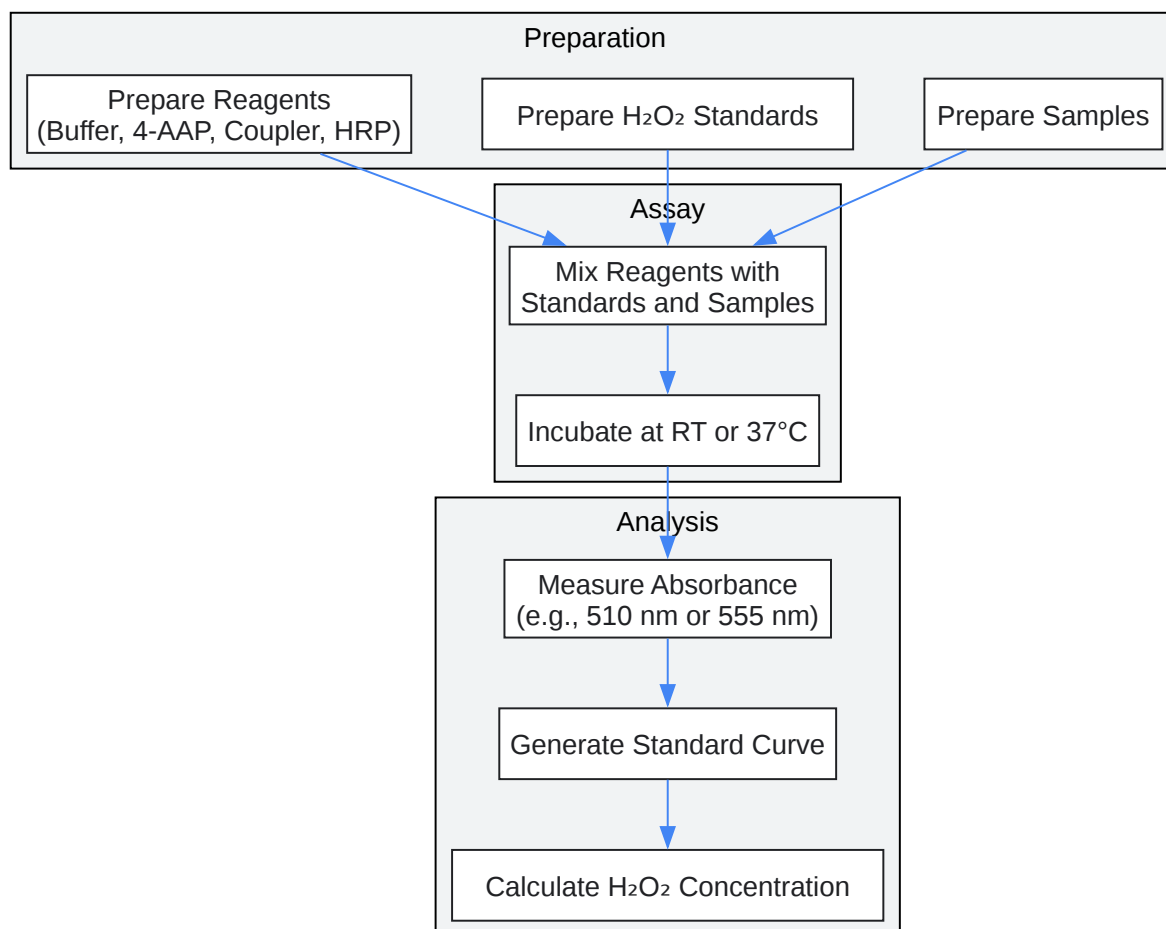 Preparation
Prepare Reagents
(Buffer, 4-AAP, Coupler, HRP)
Prepare H₂O₂ Standards
Prepare Samples
Assay
Mix Reagents with
Standards and Samples
Incubate at RT or 37°C
Analysis
Measure Absorbance
(e.g., 510 nm or 555 nm)
Generate Standard Curve
Calculate H₂O₂ Concentration